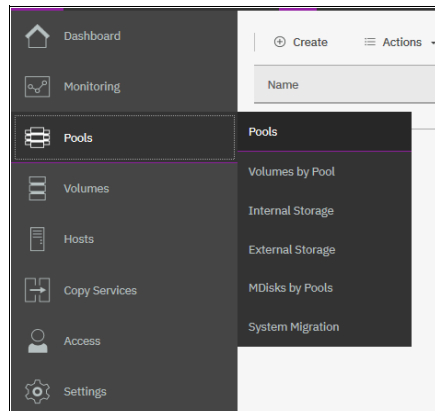 Dashboard
Create
Actions
Monitoring
Name
Pools
Pools
Volumes
Volumes by Pool
Internal Storage
Hosts
External Storage
Copy Services
MDisks by Pools
System Migration
Access
Settings